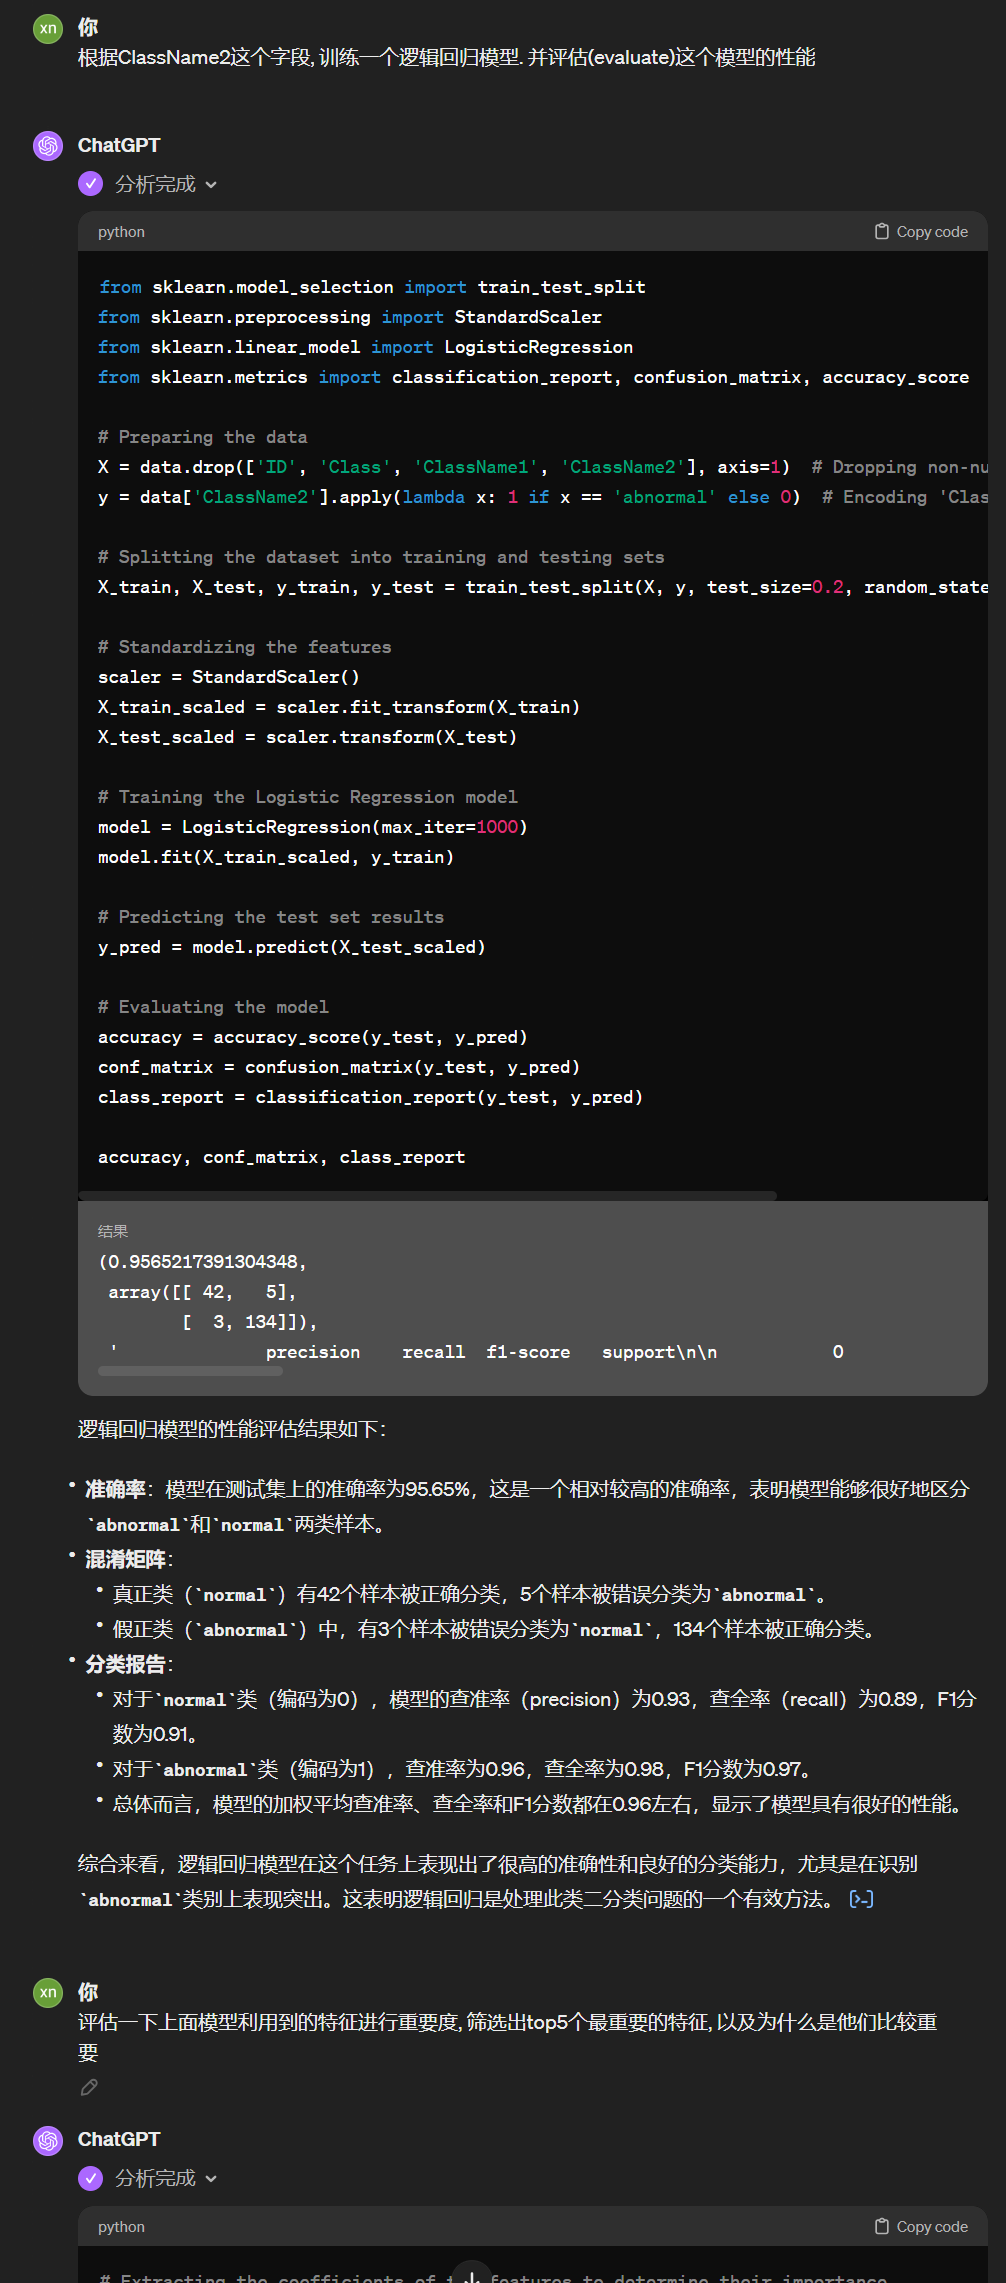 xn 你
根据ClassName2这个字段, 训练一个逻辑回归模型. 并评估(evaluate)这个模型的性能
ChatGPT
分析完成
python Copy code
from sklearn.model_selection import train_test_split
from sklearn.preprocessing import StandardScaler
from sklearn.linear_model import LogisticRegression
from sklearn.metrics import classification_report, confusion_matrix, accuracy_score
# Preparing the data
X = data.drop(['ID', 'Class', 'ClassName1', 'ClassName2'], axis=1)  # Dropping non-nu
y = data['ClassName2'].apply(lambda x: 1 if x == 'abnormal' else 0)  # Encoding 'Clas
# Splitting the dataset into training and testing sets
X_train, X_test, y_train, y_test = train_test_split(X, y, test_size=0.2, random_state
# Standardizing the features
scaler = StandardScaler()
X_train_scaled = scaler.fit_transform(X_train)
X_test_scaled = scaler.transform(X_test)
# Training the Logistic Regression model
model = LogisticRegression(max_iter=1000)
model.fit(X_train_scaled, y_train)
# Predicting the test set results
y_pred = model.predict(X_test_scaled)
# Evaluating the model
accuracy = accuracy_score(y_test, y_pred)
conf_matrix = confusion_matrix(y_test, y_pred)
class_report = classification_report(y_test, y_pred)
accuracy, conf_matrix, class_report
结果
(0.9565217391304348,
array([[ 42,   5],
[  3, 134]]),
'              precision    recall  f1-score   support\n\n           0
逻辑回归模型的性能评估结果如下：
• 准确率：模型在测试集上的准确率为95.65%，这是一个相对较高的准确率，表明模型能够很好地区分
`abnormal`和`normal`两类样本。
• 混淆矩阵：
• 真正类（`normal`）有42个样本被正确分类，5个样本被错误分类为`abnormal`。
• 假正类（`abnormal`）中，有3个样本被错误分类为`normal`，134个样本被正确分类。
• 分类报告：
• 对于`normal`类（编码为0），模型的查准率（precision）为0.93，查全率（recall）为0.89，F1分
数为0.91。
• 对于`abnormal`类（编码为1），查准率为0.96，查全率为0.98，F1分数为0.97。
• 总体而言，模型的加权平均查准率、查全率和F1分数都在0.96左右，显示了模型具有很好的性能。
综合来看，逻辑回归模型在这个任务上表现出了很高的准确性和良好的分类能力，尤其是在识别
`abnormal`类别上表现突出。这表明逻辑回归是处理此类二分类问题的一个有效方法。 [>-]
xn 你
评估一下上面模型利用到的特征进行重要度, 筛选出top5个最重要的特征, 以及为什么是他们比较重
要
ChatGPT
分析完成
python Copy code
# Extracting the coefficients of features to determine their importance